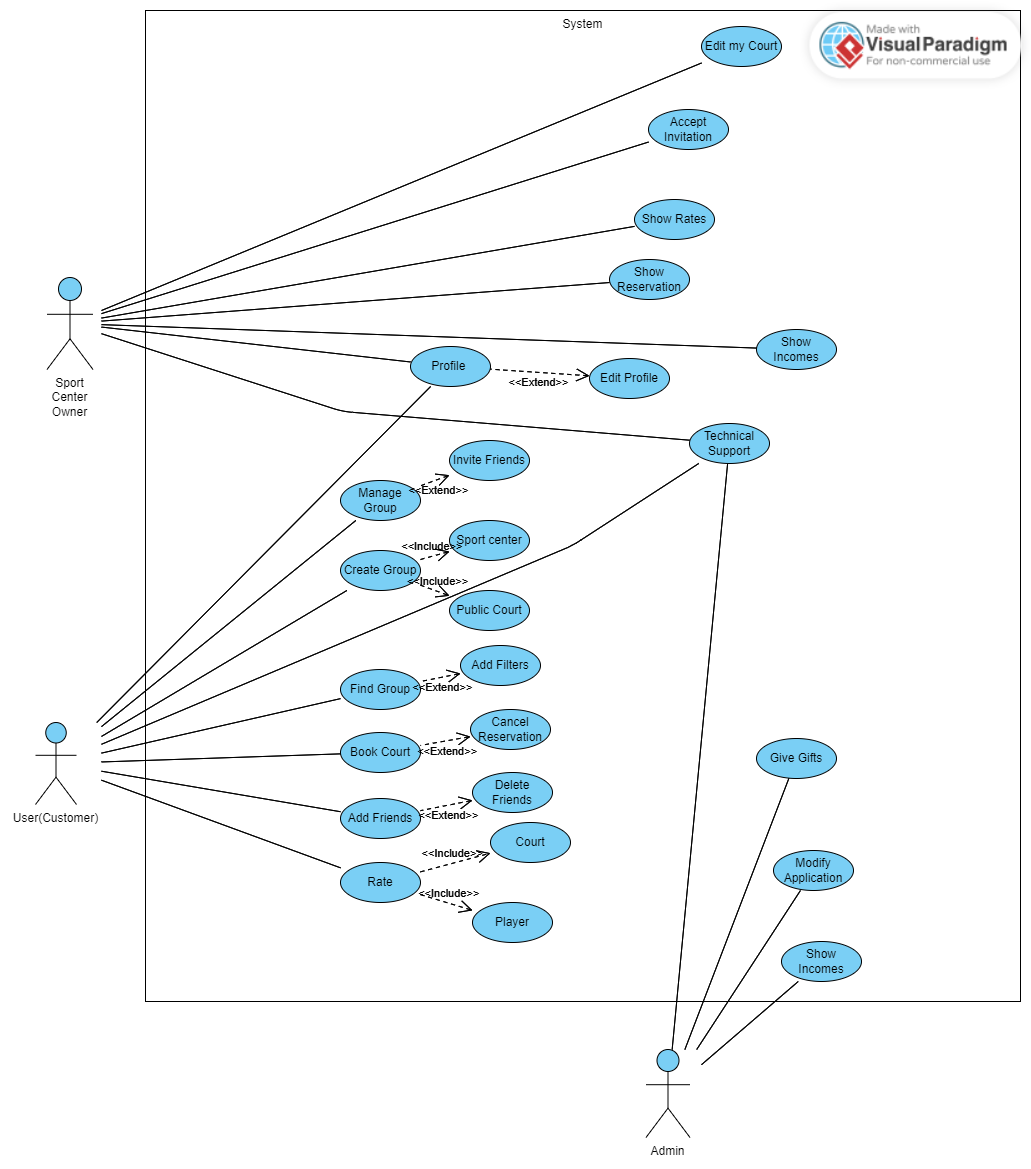 System
Made with
Visual Paradigm
For non-commercial use
Edit my Court
Accept
Invitation
Show Rates
Show
Reservation
Show
Incomes
Sport
Center
Owner
Profile
<<Extend>>
Edit Profile
Technical
Support
Invite Friends
<<Extend>>
Manage
Group
Sport center
<<Include>>
Create Group
<<Include>>
Public Court
Add Filters
<<Extend>>
Find Group
Cancel
Reservation
<<Extend>>
Book Court
Delete
Friends
<<Extend>>
Add Friends
Court
<<Include>>
Rate
<<Include>>
Player
User(Customer)
Give Gifts
Modify
Application
Show
Incomes
Admin